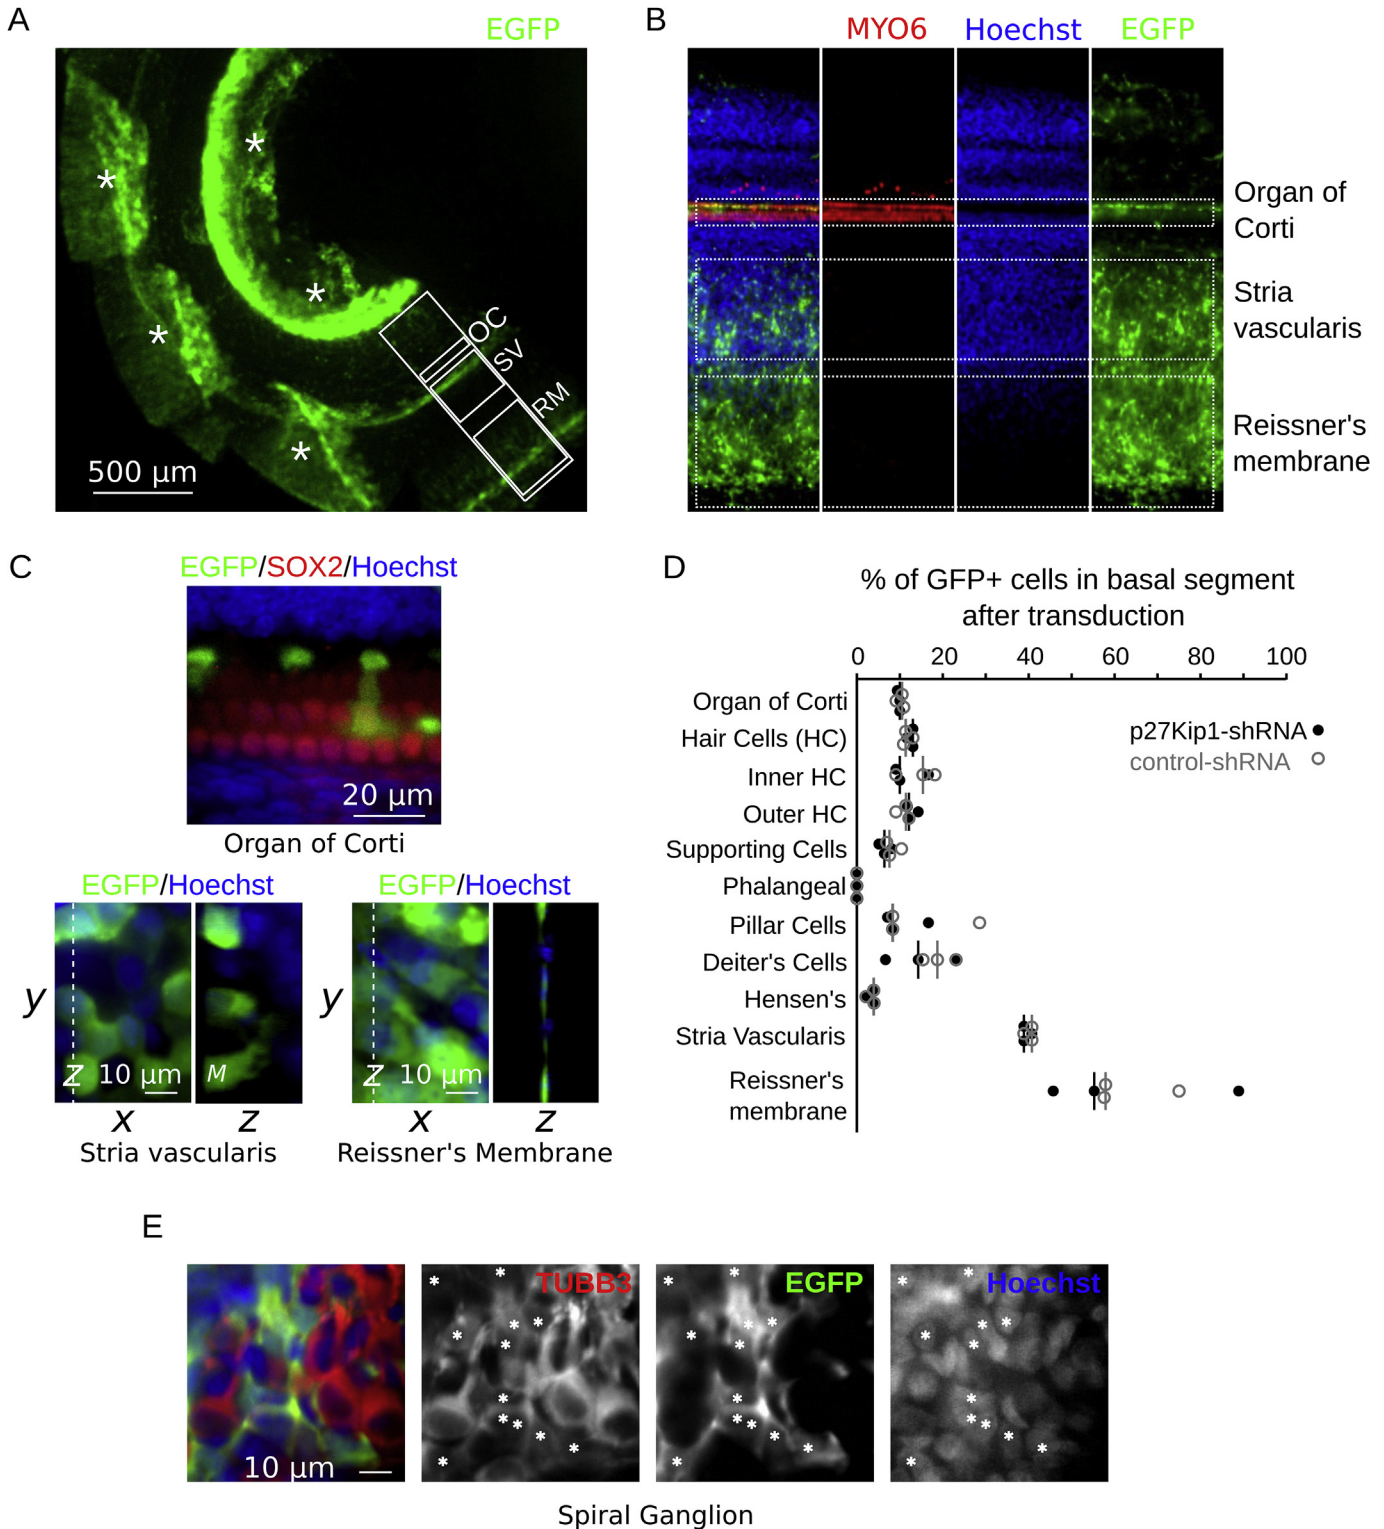 A
EGFP
*
*
*
*
*
OC
SV
RM
500 µm
B
MYO6
Hoechst
EGFP
Organ of
Corti
Stria
vascularis
Reissner's
membrane
C
EGFP/SOX2/Hoechst
20 µm
Organ of Corti
EGFP/Hoechst
y
z
10 µm
M
x
z
Stria vascularis
EGFP/Hoechst
y
z
10 µm
x
z
Reissner's Membrane
D
% of GFP+ cells in basal segment
after transduction
0 20 40 60 80 100
Organ of Corti
Hair Cells (HC)
Inner HC
Outer HC
Supporting Cells
Phalangeal
Pillar Cells
Deiter's Cells
Hensen's
Stria Vascularis
Reissner's
membrane
p27Kip1-shRNA
control-shRNA
E
10 µm
TUBB3
EGFP
Hoechst
Spiral Ganglion